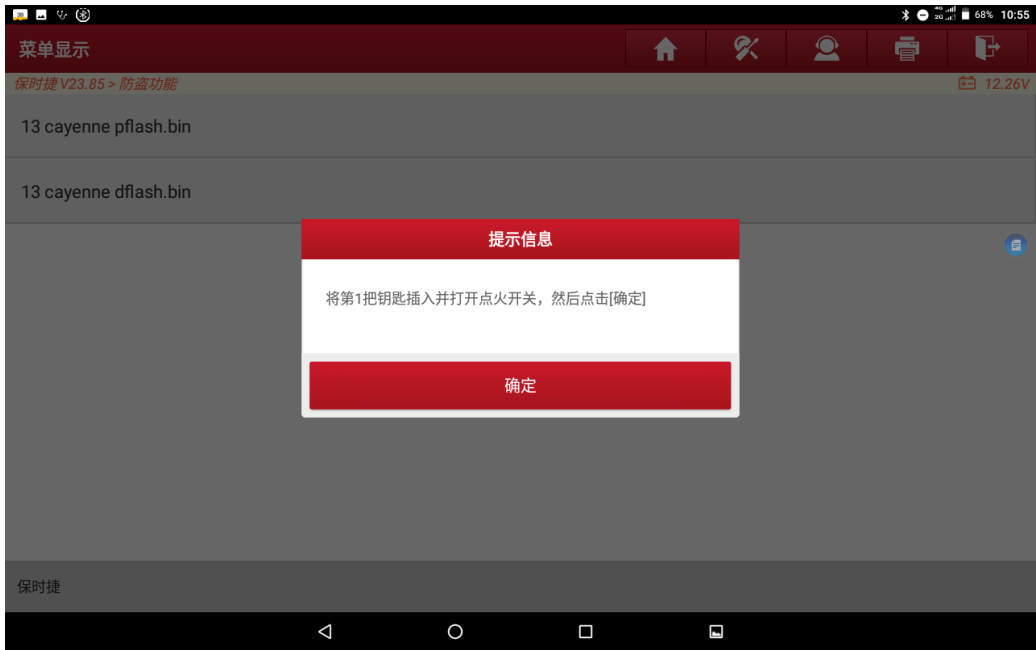 68% 10:55
菜单显示
保时捷 V23.85 > 防盗功能 12.26V
13 cayenne pflash.bin
13 cayenne dflash.bin
提示信息
将第1把钥匙插入并打开点火开关，然后点击[确定]
确定
保时捷